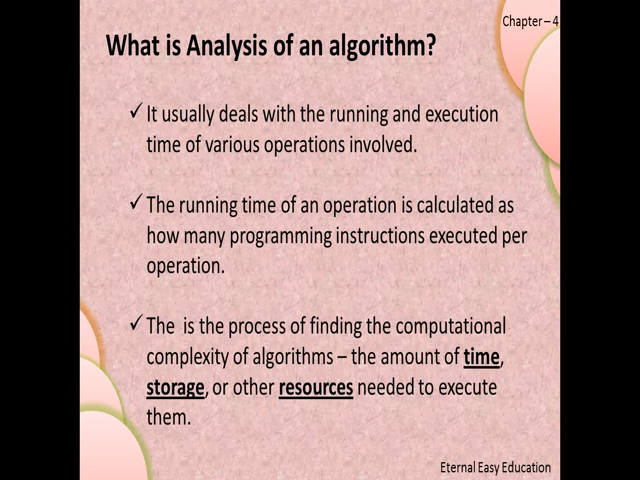 Chapter – 4
What is Analysis of an algorithm?
✓ It usually deals with the running and execution
time of various operations involved.
✓ The running time of an operation is calculated as
how many programming instructions executed per
operation.
✓ The  is the process of finding the computational
complexity of algorithms – the amount of time,
storage, or other resources needed to execute
them.
Eternal Easy Education